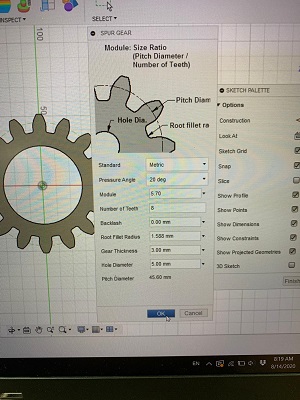 INSPECT ▾
SELECT ▾
SPUR GEAR
SKETCH PALETTE
Module: Size Ratio
(Pitch Diameter /
Number of Teeth)
Pitch Diam
Hole Dia.
Root fillet ra
100
50
Standard Metric
Pressure Angle 20 deg
Module 5.70
Number of Teeth 8
Backlash 0.00 mm
Root Fillet Radius 1.588 mm
Gear Thickness 3.00 mm
Hole Diameter 5.00 mm
Pitch Diameter 45.60 mm
OK Cancel
▾ Options
Construction
Look At
Sketch Grid
Snap
Slice
Show Profile
Show Points
Show Dimensions
Show Constraints
Show Projected Geometries
3D Sketch
Finish
EN
8:19 AM
8/14/2020